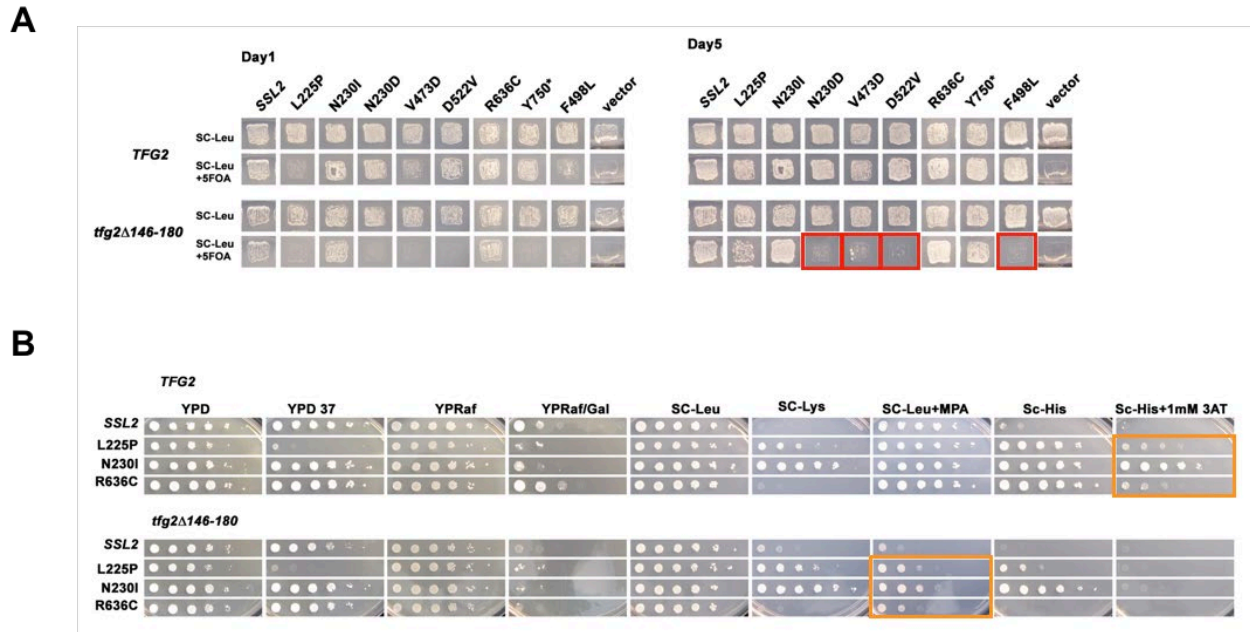 A
Day1
SSL2 L225P N230I N230D V473D D522V R636C Y750* F498L vector
TFG2
SC-Leu
SC-Leu
+5FOA
tfg2Δ146-180
SC-Leu
SC-Leu
+5FOA
Day5
SSL2 L225P N230I N230D V473D D522V R636C Y750* F498L vector
B
TFG2
YPD YPD 37 YPRaf YPRaf/Gal SC-Leu SC-Lys SC-Leu+MPA Sc-His Sc-His+1mM 3AT
SSL2
L225P
N230I
R636C
tfg2Δ146-180
SSL2
L225P
N230I
R636C